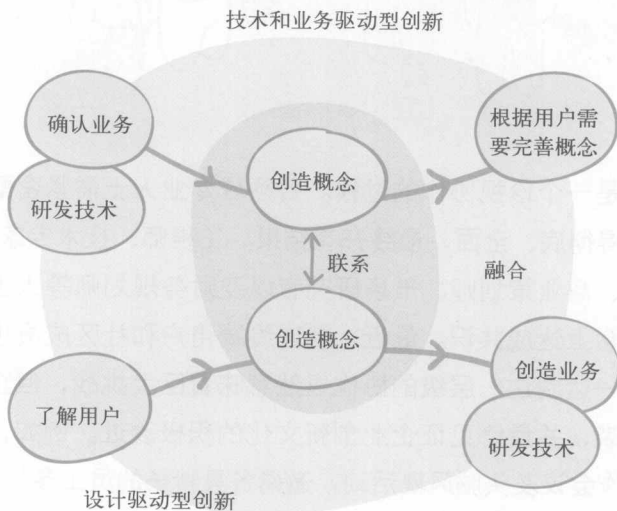 技术和业务驱动型创新
确认业务
研发技术
创造概念
根据用户需
要完善概念
联系
融合
了解用户
创造概念
创造业务
研发技术
设计驱动型创新